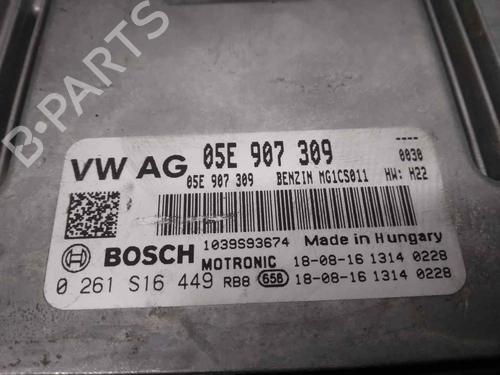 B-PARTS
VW AG 05E 907 309
----
05E 907 309 BENZIN MG1CS011 0030
HW: H22
BOSCH 1039S93674 Made in Hungary
MOTRONIC 18-08-16 1314 0228
0 261 S16 449 RB8 658 18-08-16 1314 0228